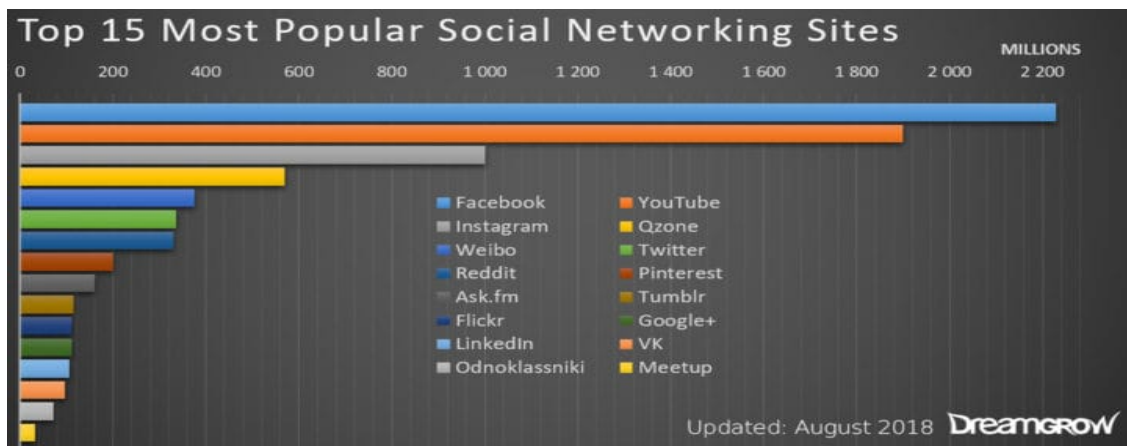 Top 15 Most Popular Social Networking Sites
MILLIONS
0 200 400 600 800 1 000 1 200 1 400 1 600 1 800 2 000 2 200
Facebook YouTube
Instagram Qzone
Weibo Twitter
Reddit Pinterest
Ask.fm Tumblr
Flickr Google+
LinkedIn VK
Odnoklassniki Meetup
Updated: August 2018 DREAMGROW